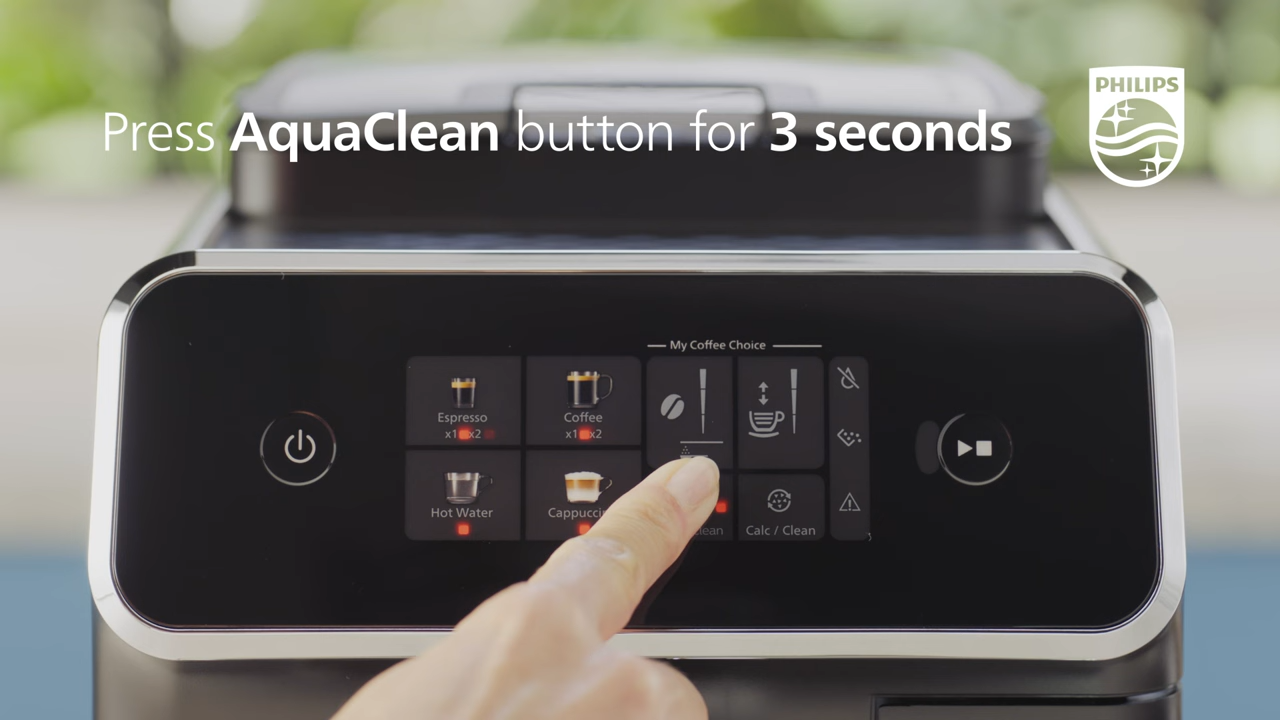 Press AquaClean button for 3 seconds
PHILIPS
My Coffee Choice
Espresso
x1 x2
Coffee
x1 x2
Hot Water
Calc / Clean